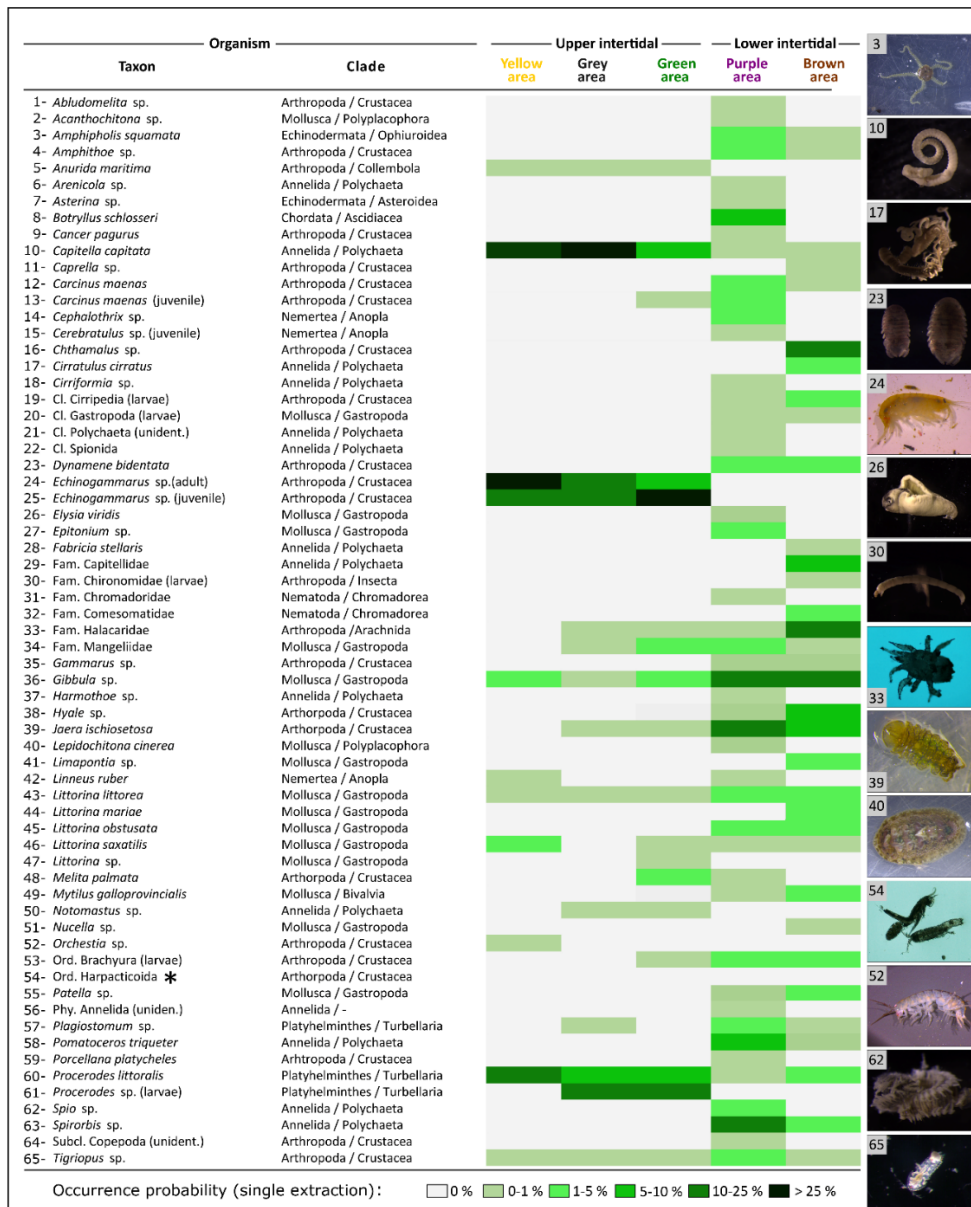 Organism Upper intertidal Lower intertidal
Taxon Clade Yellow area Grey area Green area Purple area Brown area
1- Abludomelita sp. Arthropoda / Crustacea
2- Acanthochitona sp. Mollusca / Polyplacophora
3- Amphipholis squamata Echinodermata / Ophiuroidea
4- Amphithoe sp. Arthropoda / Crustacea
5- Anurida maritima Arthropoda / Collembola
6- Arenicola sp. Annelida / Polychaeta
7- Asterina sp. Echinodermata / Asteroidea
8- Botryllus schlosseri Chordata / Ascidiacea
9- Cancer pagurus Arthropoda / Crustacea
10- Capitella capitata Annelida / Polychaeta
11- Caprella sp. Arthropoda / Crustacea
12- Carcinus maenas Arthropoda / Crustacea
13- Carcinus maenas (juvenile) Arthropoda / Crustacea
14- Cephalothrix sp. Nemertea / Anopla
15- Cerebratulus sp. (juvenile) Nemertea / Anopla
16- Chthamalus sp. Arthropoda / Crustacea
17- Cirratulus cirratus Annelida / Polychaeta
18- Cirriformia sp. Annelida / Polychaeta
19- Cl. Cirripedia (larvae) Arthropoda / Crustacea
20- Cl. Gastropoda (larvae) Mollusca / Gastropoda
21- Cl. Polychaeta (unident.) Annelida / Polychaeta
22- Cl. Spionida Annelida / Polychaeta
23- Dynamene bidentata Arthropoda / Crustacea
24- Echinogammarus sp.(adult) Arthropoda / Crustacea
25- Echinogammarus sp. (juvenile) Arthropoda / Crustacea
26- Elysia viridis Mollusca / Gastropoda
27- Epitonium sp. Mollusca / Gastropoda
28- Fabricia stellaris Annelida / Polychaeta
29- Fam. Capitellidae Annelida / Polychaeta
30- Fam. Chironomidae (larvae) Arthropoda / Insecta
31- Fam. Chromadoridae Nematoda / Chromadorea
32- Fam. Comesomatidae Nematoda / Chromadorea
33- Fam. Halacaridae Arthropoda /Arachnida
34- Fam. Mangeliidae Mollusca / Gastropoda
35- Gammarus sp. Arthropoda / Crustacea
36- Gibbula sp. Mollusca / Gastropoda
37- Harmothoe sp. Annelida / Polychaeta
38- Hyale sp. Arthorpoda / Crustacea
39- Jaera ischiosetosa Arthorpoda / Crustacea
40- Lepidochitona cinerea Mollusca / Polyplacophora
41- Limapontia sp. Mollusca / Gastropoda
42- Linneus ruber Nemertea / Anopla
43- Littorina littorea Mollusca / Gastropoda
44- Littorina mariae Mollusca / Gastropoda
45- Littorina obstusata Mollusca / Gastropoda
46- Littorina saxatilis Mollusca / Gastropoda
47- Littorina sp. Mollusca / Gastropoda
48- Melita palmata Arthropoda / Crustacea
49- Mytilus galloprovincialis Mollusca / Bivalvia
50- Notomastus sp. Annelida / Polychaeta
51- Nucella sp. Mollusca / Gastropoda
52- Orchestia sp. Arthropoda / Crustacea
53- Ord. Brachyura (larvae) Arthropoda / Crustacea
54- Ord. Harpacticoida * Arthorpoda / Crustacea
55- Patella sp. Mollusca / Gastropoda
56- Phy. Annelida (uniden.) Annelida / -
57- Plagiostomum sp. Platyhelminthes / Turbellaria
58- Pomatoceros triqueter Annelida / Polychaeta
59- Porcellana platycheles Arhtropoda / Crustacea
60- Procerodes littoralis Platyhelminthes / Turbellaria
61- Procerodes sp. (larvae) Platyhelminthes / Turbellaria
62- Spio sp. Annelida / Polychaeta
63- Spirorbis sp. Annelida / Polychaeta
64- Subcl. Copepoda (unident.) Arthropoda / Crustacea
65- Tigriopus sp. Arthropoda / Crustacea
Occurrence probability (single extraction): 0 % 0-1 % 1-5 % 5-10 % 10-25 % > 25 %
3
10
17
23
24
26
30
33
39
40
54
52
62
65